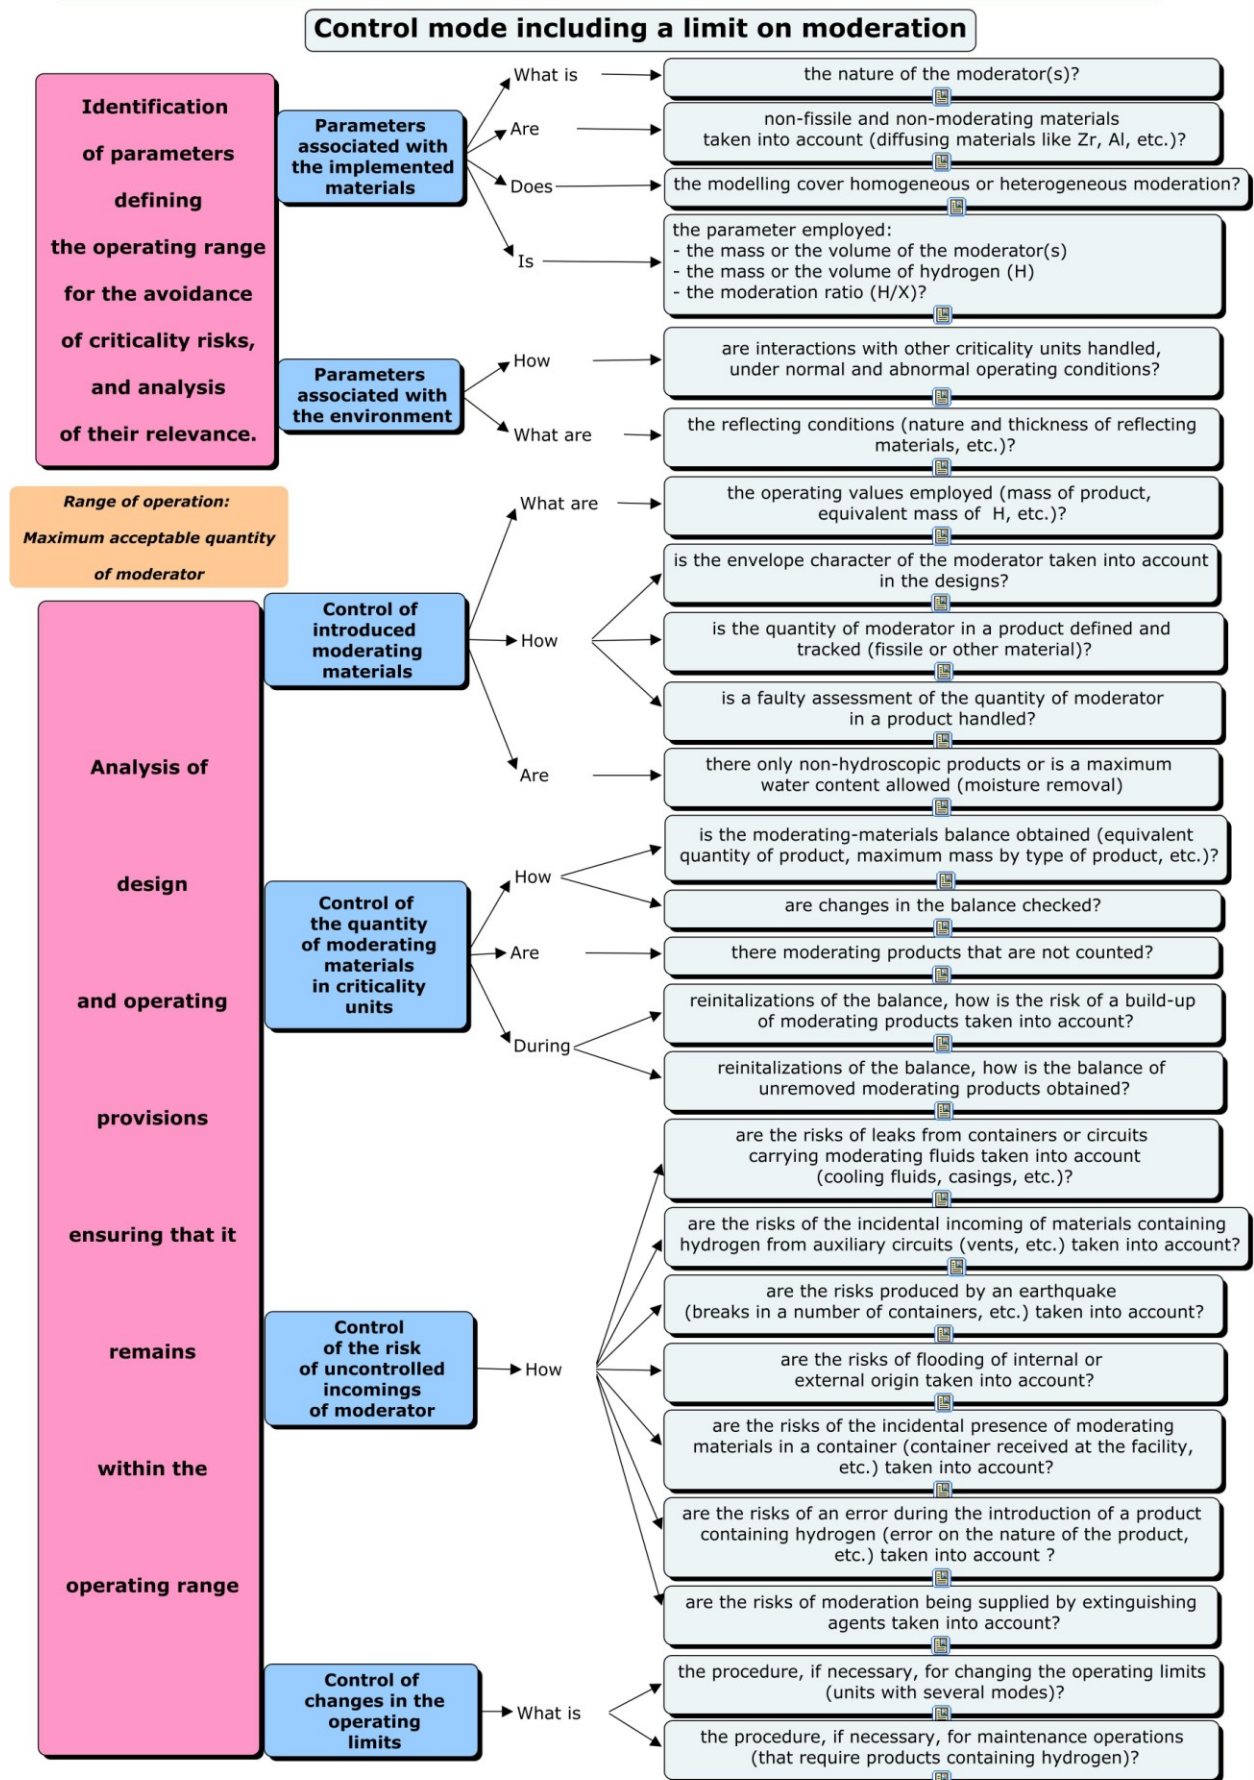 Control mode including a limit on moderation
Identification
of parameters
defining
the operating range
for the avoidance
of criticality risks,
and analysis
of their relevance.
Parameters
associated with
the implemented
materials
What is
the nature of the moderator(s)?
Are
non-fissile and non-moderating materials
taken into account (diffusing materials like Zr, Al, etc.)?
Does
the modelling cover homogeneous or heterogeneous moderation?
Is
the parameter employed:
- the mass or the volume of the moderator(s)
- the mass or the volume of hydrogen (H)
- the moderation ratio (H/X)?
Parameters
associated with
the environment
How
are interactions with other criticality units handled,
under normal and abnormal operating conditions?
What are
the reflecting conditions (nature and thickness of reflecting
materials, etc.)?
Range of operation:
Maximum acceptable quantity
of moderator
Analysis of
design
and operating
provisions
ensuring that it
remains
within the
operating range
Control of
introduced
moderating
materials
What are
the operating values employed (mass of product,
equivalent mass of H, etc.)?
How
is the envelope character of the moderator taken into account
in the designs?
is the quantity of moderator in a product defined and
tracked (fissile or other material)?
is a faulty assessment of the quantity of moderator
in a product handled?
Are
there only non-hydroscopic products or is a maximum
water content allowed (moisture removal)
Control of
the quantity
of moderating
materials
in criticality
units
How
is the moderating-materials balance obtained (equivalent
quantity of product, maximum mass by type of product, etc.)?
are changes in the balance checked?
Are
there moderating products that are not counted?
During
reinitalizations of the balance, how is the risk of a build-up
of moderating products taken into account?
reinitalizations of the balance, how is the balance of
unremoved moderating products obtained?
Control
of the risk
of uncontrolled
incomings
of moderator
How
are the risks of leaks from containers or circuits
carrying moderating fluids taken into account
(cooling fluids, casings, etc.)?
are the risks of the incidental incoming of materials containing
hydrogen from auxiliary circuits (vents, etc.) taken into account?
are the risks produced by an earthquake
(breaks in a number of containers, etc.) taken into account?
are the risks of flooding of internal or
external origin taken into account?
are the risks of the incidental presence of moderating
materials in a container (container received at the facility,
etc.) taken into account?
are the risks of an error during the introduction of a product
containing hydrogen (error on the nature of the product,
etc.) taken into account ?
are the risks of moderation being supplied by extinguishing
agents taken into account?
Control of
changes in the
operating
limits
What is
the procedure, if necessary, for changing the operating limits
(units with several modes)?
the procedure, if necessary, for maintenance operations
(that require products containing hydrogen)?